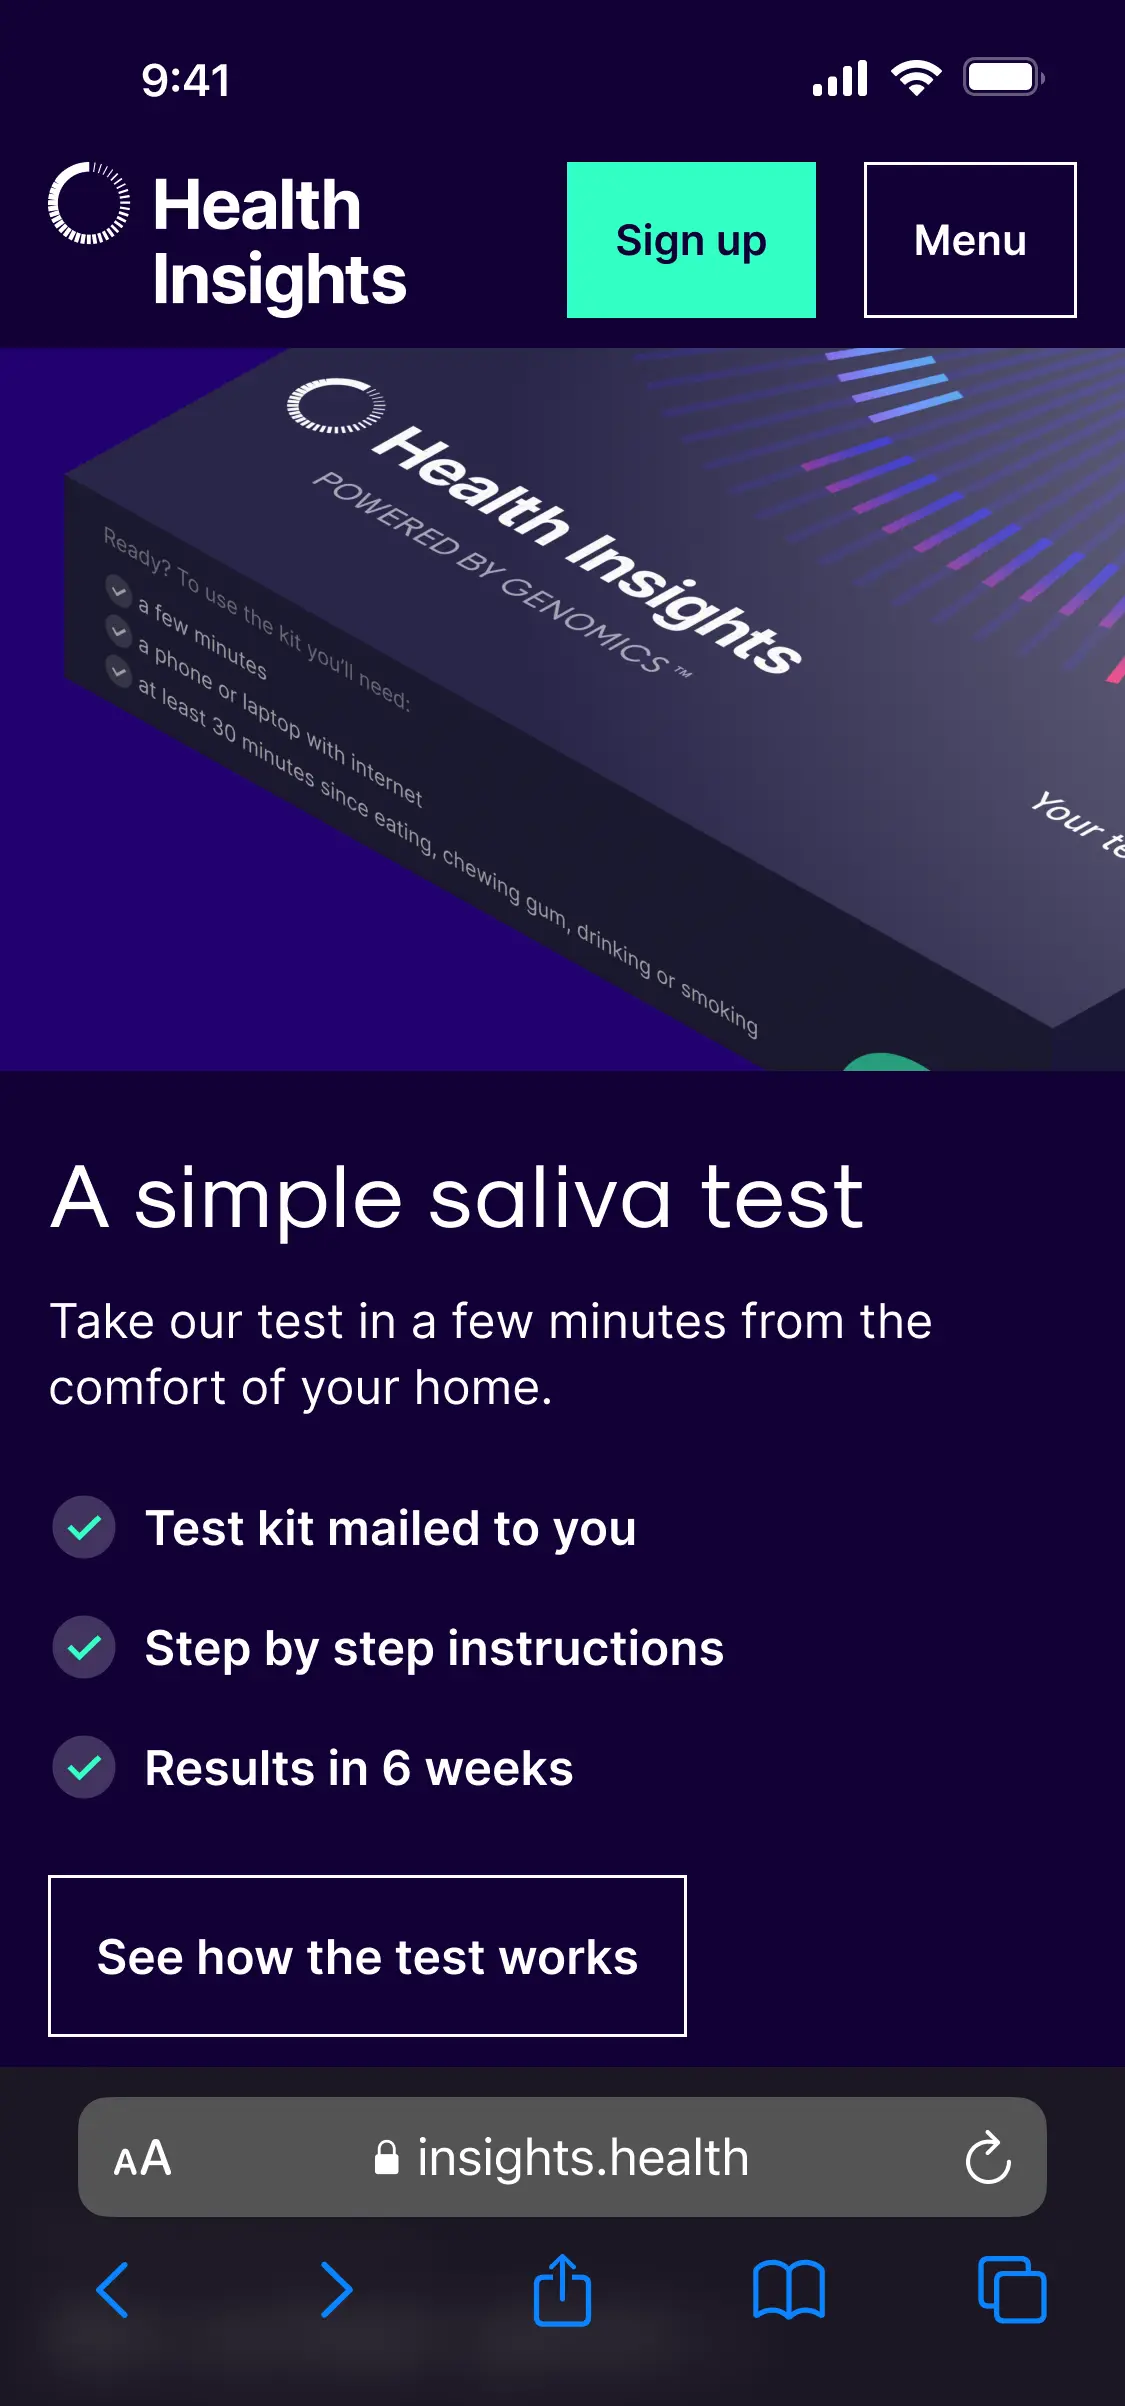 9:41
Health
Insights
Sign up
Menu
Health Insights
POWERED BY GENOMICS™
Ready? To use the kit you'll need:
a few minutes
a phone or laptop with internet
at least 30 minutes since eating, chewing gum, drinking or smoking
Your te
A simple saliva test
Take our test in a few minutes from the
comfort of your home.
Test kit mailed to you
Step by step instructions
Results in 6 weeks
See how the test works
AA
insights.health